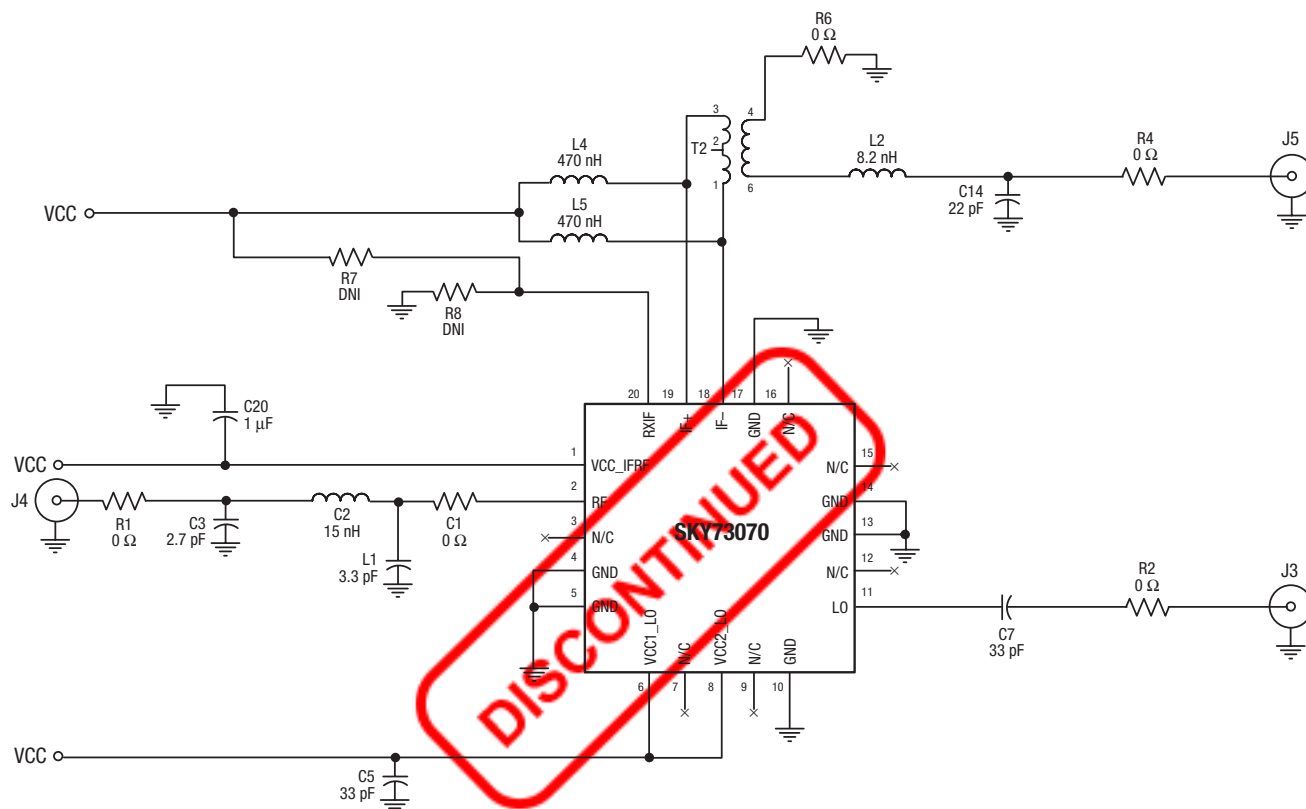 R6
0 Ω
3
4
T2
2
1
6
L4
470 nH
L2
8.2 nH
R4
0 Ω
J5
C14
22 pF
VCC
L5
470 nH
R7
DNI
R8
DNI
20
19
18
17
16
RXIF
IF+
IF–
GND
N/C
C20
1 µF
VCC
1
VCC_IFRF
15
N/C
J4
R1
0 Ω
C3
2.7 pF
C2
15 nH
L1
3.3 pF
C1
0 Ω
2
RF
14
GND
3
N/C
SKY73070
13
GND
4
GND
12
N/C
5
GND
11
LO
R2
0 Ω
J3
C7
33 pF
VCC1_LO
N/C
VCC2_LO
N/C
GND
6
7
8
9
10
DISCONTINUED
VCC
C5
33 pF